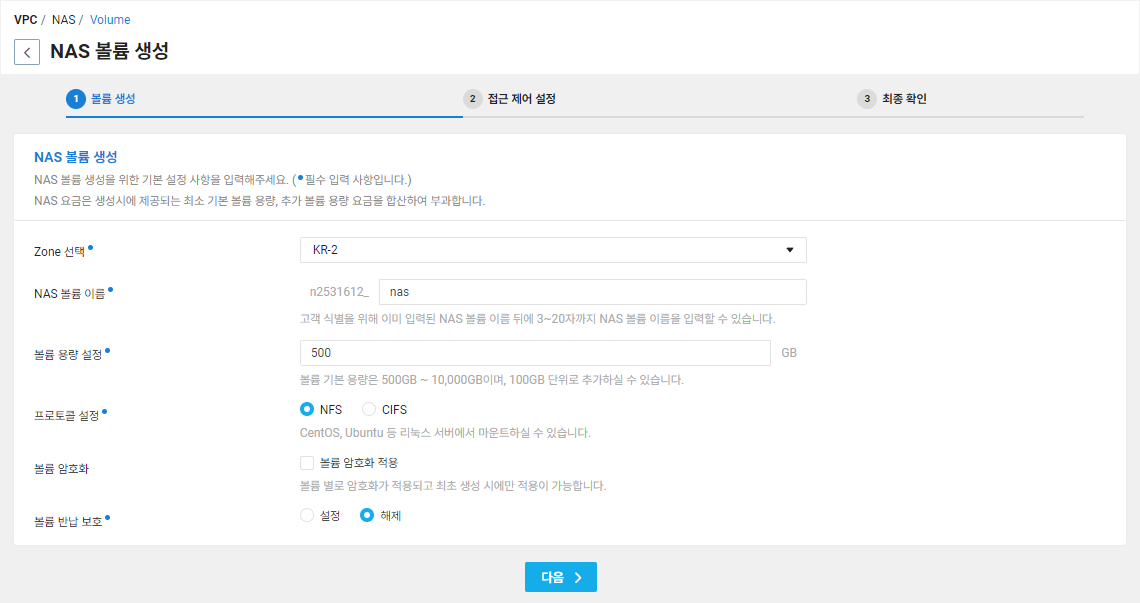 VPC / NAS / Volume
< NAS 볼륨 생성
1 볼륨 생성
2 접근 제어 설정
3 최종 확인
NAS 볼륨 생성
NAS 볼륨 생성을 위한 기본 설정 사항을 입력해주세요. (●필수 입력 사항입니다.)
NAS 요금은 생성시에 제공되는 최소 기본 볼륨 용량, 추가 볼륨 용량 요금을 합산하여 부과합니다.
Zone 선택● KR-2
NAS 볼륨 이름● n2531612_ nas
고객 식별을 위해 이미 입력된 NAS 볼륨 이름 뒤에 3~20자까지 NAS 볼륨 이름을 입력할 수 있습니다.
볼륨 용량 설정● 500 GB
볼륨 기본 용량은 500GB ~ 10,000GB이며, 100GB 단위로 추가하실 수 있습니다.
프로토콜 설정● NFS CIFS
CentOS, Ubuntu 등 리눅스 서버에서 마운트하실 수 있습니다.
볼륨 암호화 볼륨 암호화 적용
볼륨 별로 암호화가 적용되고 최초 생성 시에만 적용이 가능합니다.
볼륨 반납 보호● 설정 해제
다음 >